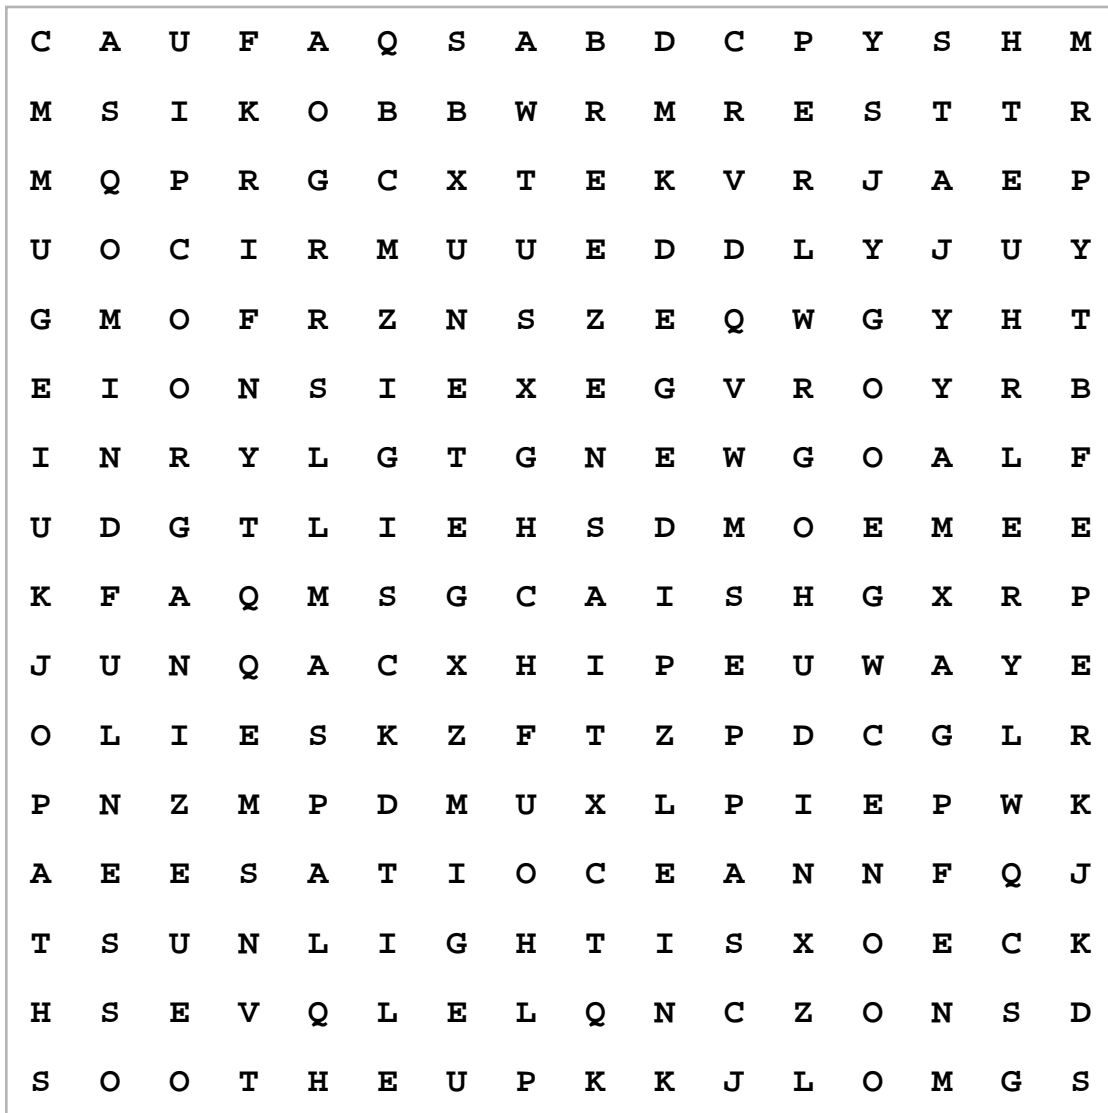 C A U F A Q S A B D C P Y S H M
M S I K O B B W R M R E S T T R
M Q P R G C X T E K V R J A E P
U O C I R M U U E D D L Y J U Y
G M O F R Z N S Z E Q W G Y H T
E I O N S I E X E G V R O Y R B
I N R Y L G T G N E W G O A L F
U D G T L I E H S D M O E M E E
K F A Q M S G C A I S H G X R P
J U N Q A C X H I P E U W A Y E
O L I E S K Z F T Z P D C G L R
P N Z M P D M U X L P I E P W K
A E E S A T I O C E A N N F Q J
T S U N L I G H T I S X O E C K
H S E V Q L E L Q N C Z O N S D
S O O T H E U P K K J L O M G S